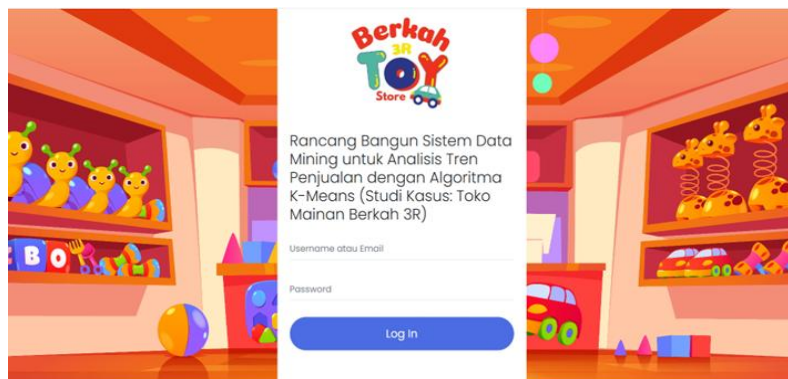 Berkah
3R
TOY
Store
Rancang Bangun Sistem Data
Mining untuk Analisis Tren
Penjualan dengan Algoritma
K-Means (Studi Kasus: Toko
Mainan Berkah 3R)
Username atau Email
Password
Log In
B O